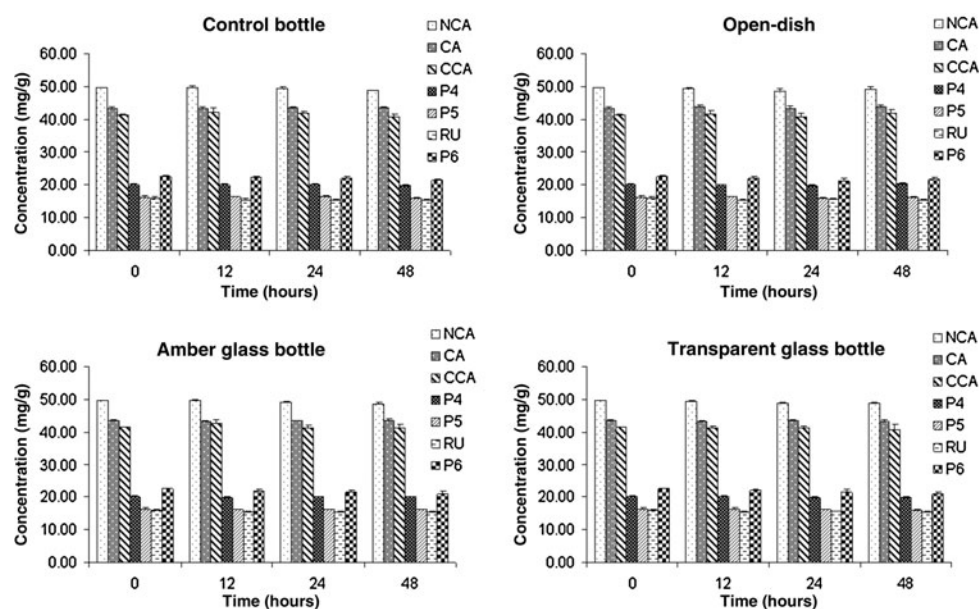 Control bottle
Concentration (mg/g)
60.00
50.00
40.00
30.00
20.00
10.00
0.00
0 12 24 48
Time (hours)
NCA
CA
CCA
P4
P5
RU
P6
Open-dish
Concentration (mg/g)
60.00
50.00
40.00
30.00
20.00
10.00
0.00
0 12 24 48
Time (hours)
NCA
CA
CCA
P4
P5
RU
P6
Amber glass bottle
Concentration (mg/g)
60.00
50.00
40.00
30.00
20.00
10.00
0.00
0 12 24 48
Time (hours)
NCA
CA
CCA
P4
P5
RU
P6
Transparent glass bottle
Concentration (mg/g)
60.00
50.00
40.00
30.00
20.00
10.00
0.00
0 12 24 48
Time (hours)
NCA
CA
CCA
P4
P5
RU
P6